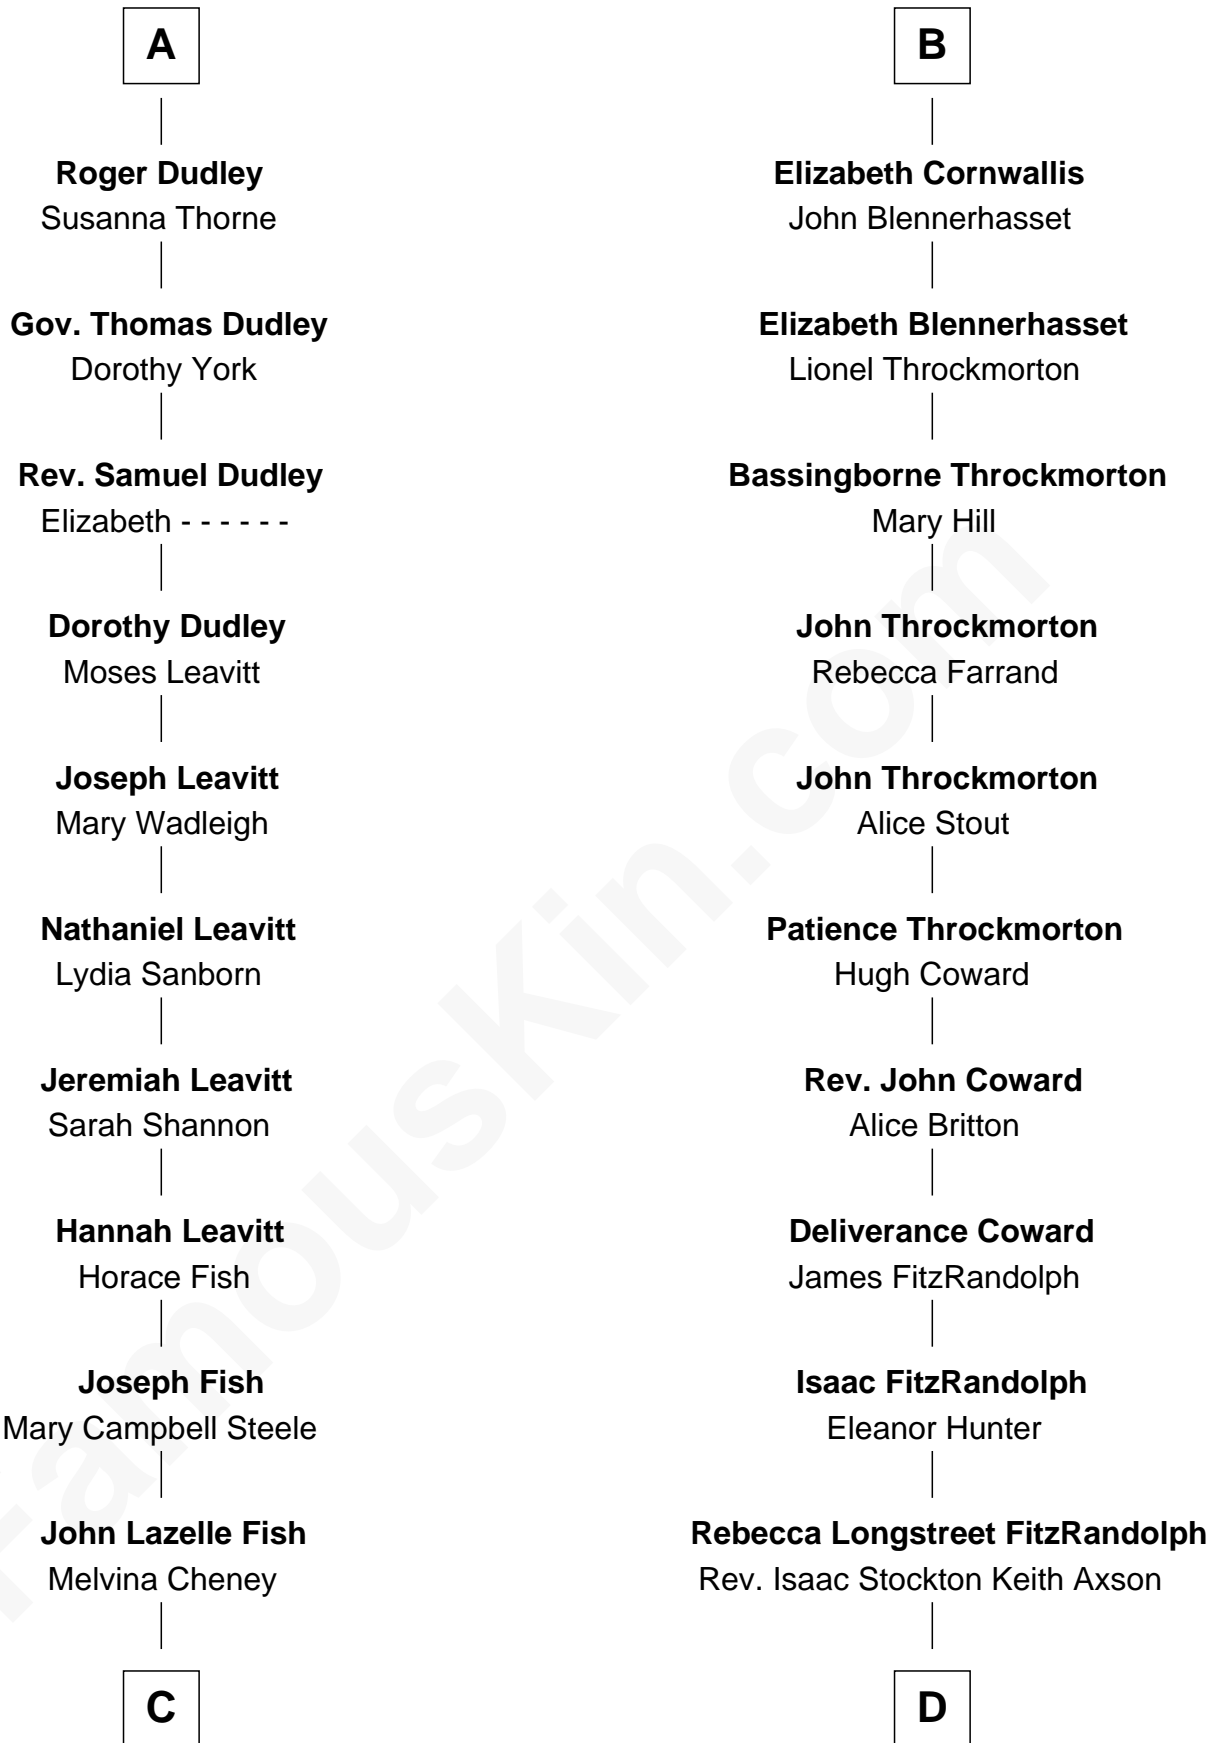 A
Roger Dudley
Susanna Thorne
Gov. Thomas Dudley
Dorothy York
Rev. Samuel Dudley
Elizabeth - - - - - -
Dorothy Dudley
Moses Leavitt
Joseph Leavitt
Mary Wadleigh
Nathaniel Leavitt
Lydia Sanborn
Jeremiah Leavitt
Sarah Shannon
Hannah Leavitt
Horace Fish
Joseph Fish
Mary Campbell Steele
John Lazelle Fish
Melvina Cheney
C
B
Elizabeth Cornwallis
John Blennerhasset
Elizabeth Blennerhasset
Lionel Throckmorton
Bassingborne Throckmorton
Mary Hill
John Throckmorton
Rebecca Farrand
John Throckmorton
Alice Stout
Patience Throckmorton
Hugh Coward
Rev. John Coward
Alice Britton
Deliverance Coward
James FitzRandolph
Isaac FitzRandolph
Eleanor Hunter
Rebecca Longstreet FitzRandolph
Rev. Isaac Stockton Keith Axson
D
FamousKin.com